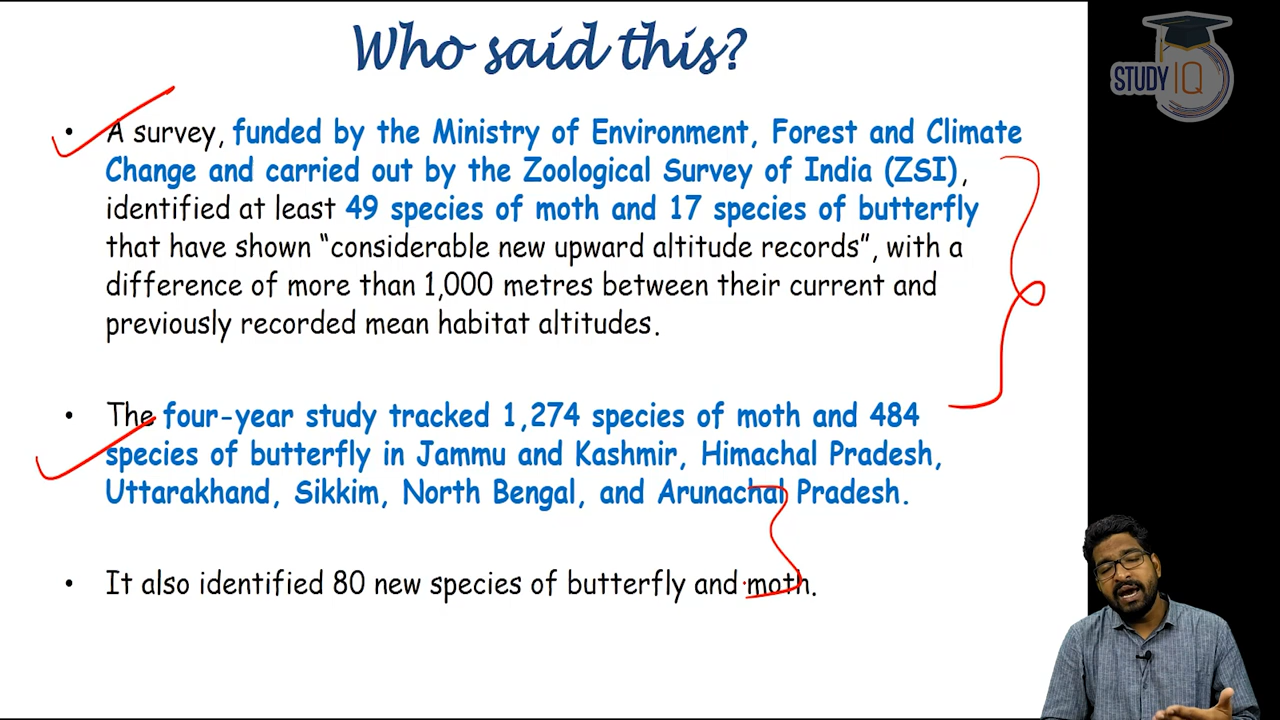 Who said this?
STUDY IQ
• A survey, funded by the Ministry of Environment, Forest and Climate
Change and carried out by the Zoological Survey of India (ZSI),
identified at least 49 species of moth and 17 species of butterfly
that have shown “considerable new upward altitude records”, with a
difference of more than 1,000 metres between their current and
previously recorded mean habitat altitudes.
• The four-year study tracked 1,274 species of moth and 484
species of butterfly in Jammu and Kashmir, Himachal Pradesh,
Uttarakhand, Sikkim, North Bengal, and Arunachal Pradesh.
• It also identified 80 new species of butterfly and moth.